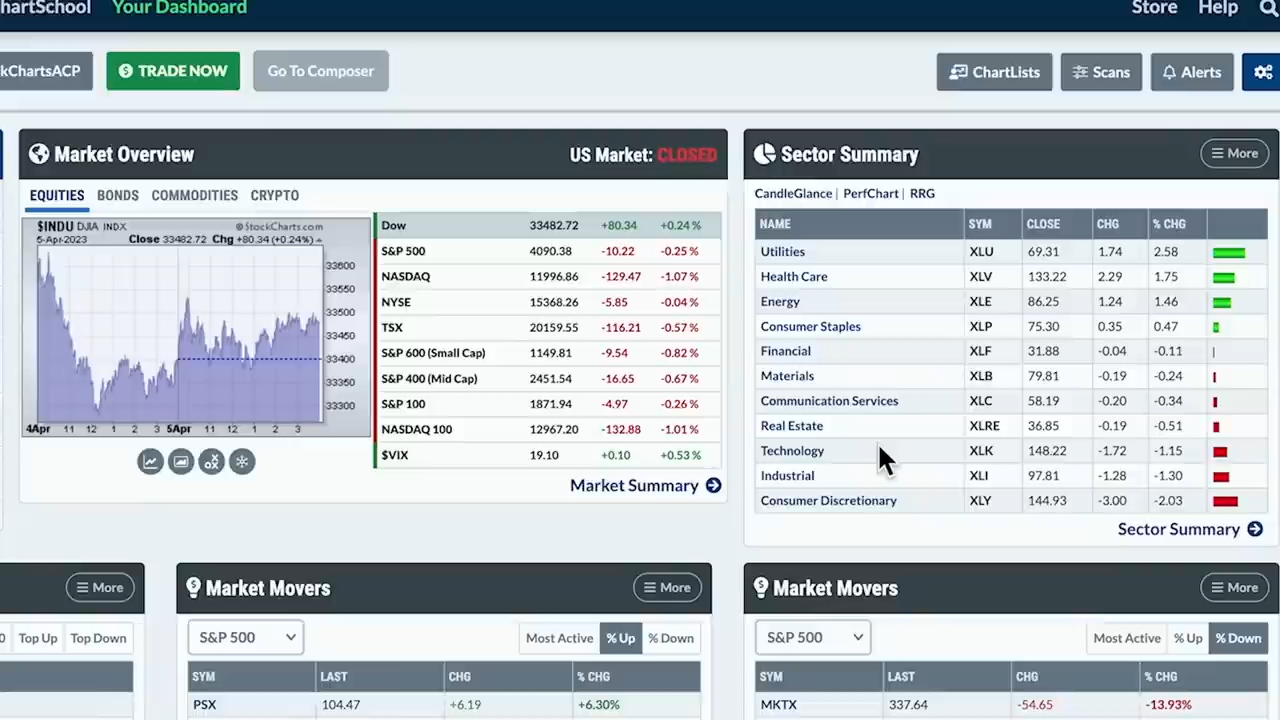 hartSchool Your Dashboard Store Help
kChartsACP TRADE NOW Go To Composer ChartLists Scans Alerts
Market Overview US Market: CLOSED
EQUITIES BONDS COMMODITIES CRYPTO
$INDU DJIA INDX @StockCharts.com
5-Apr-2023 Close 33482.72 Chg +80.34 (+0.24%)
33600
33550
33500
33450
33400
33350
33300
4Apr 11 12 1 2 3 5Apr 11 12 1 2 3
Dow 33482.72 +80.34 +0.24 %
S&P 500 4090.38 -10.22 -0.25 %
NASDAQ 11996.86 -129.47 -1.07 %
NYSE 15368.26 -5.85 -0.04 %
TSX 20159.55 -116.21 -0.57 %
S&P 600 (Small Cap) 1149.81 -9.54 -0.82 %
S&P 400 (Mid Cap) 2451.54 -16.65 -0.67 %
S&P 100 1871.94 -4.97 -0.26 %
NASDAQ 100 12967.20 -132.88 -1.01 %
$VIX 19.10 +0.10 +0.53 %
Market Summary
Sector Summary More
CandleGlance | PerfChart | RRG
NAME SYM CLOSE CHG % CHG
Utilities XLU 69.31 1.74 2.58
Health Care XLV 133.22 2.29 1.75
Energy XLE 86.25 1.24 1.46
Consumer Staples XLP 75.30 0.35 0.47
Financial XLF 31.88 -0.04 -0.11
Materials XLB 79.81 -0.19 -0.24
Communication Services XLC 58.19 -0.20 -0.34
Real Estate XLRE 36.85 -0.19 -0.51
Technology XLK 148.22 -1.72 -1.15
Industrial XLI 97.81 -1.28 -1.30
Consumer Discretionary XLY 144.93 -3.00 -2.03
Sector Summary
More
0 Top Up Top Down
Market Movers More
S&P 500 Most Active % Up % Down
SYM LAST CHG % CHG
PSX 104.47 +6.19 +6.30%
Market Movers More
S&P 500 Most Active % Up % Down
SYM LAST CHG % CHG
MKTX 337.64 -54.65 -13.93%